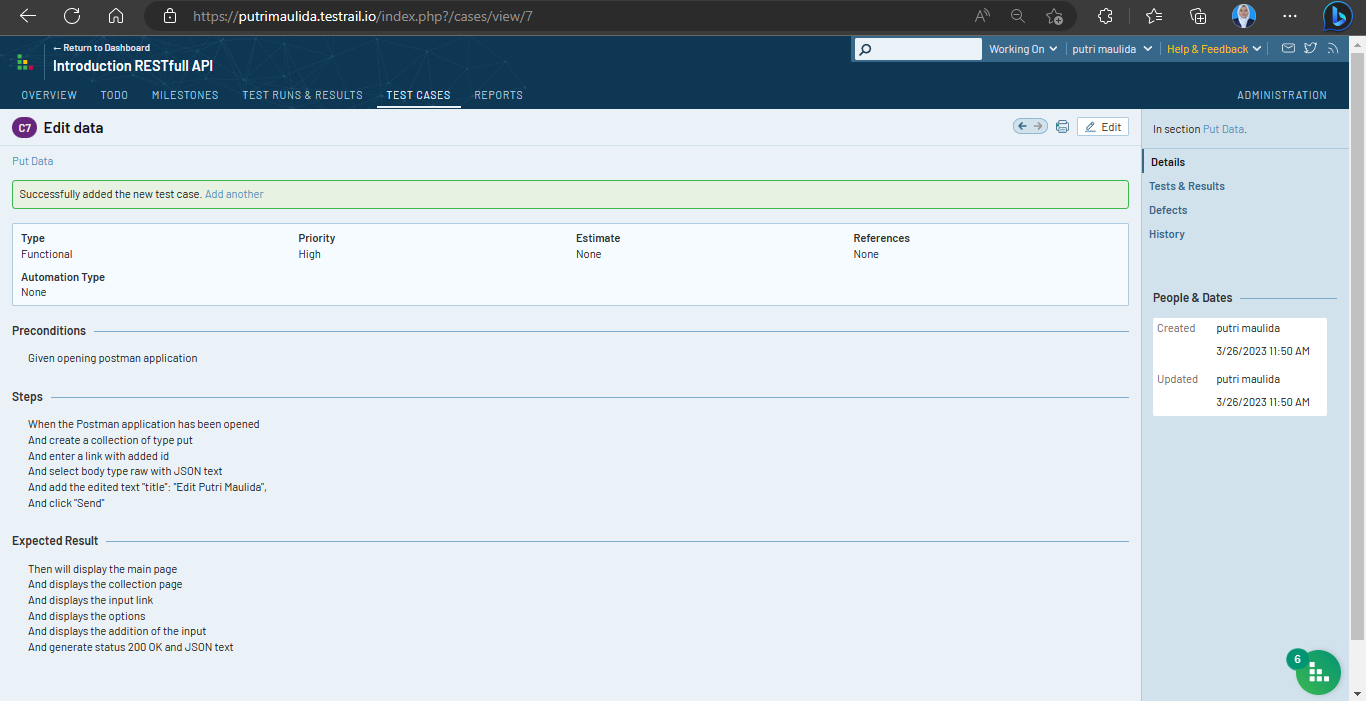 https://putrimaulida.testrail.io/index.php?/cases/view/7
← Return to Dashboard
Introduction RESTfull API
Working On
putri maulida
Help & Feedback
OVERVIEW TODO MILESTONES TEST RUNS & RESULTS TEST CASES REPORTS ADMINISTRATION
C7 Edit data
Edit
Put Data
Successfully added the new test case. Add another
Type Priority Estimate References
Functional High None None
Automation Type
None
Preconditions
Given opening postman application
Steps
When the Postman application has been opened
And create a collection of type put
And enter a link with added id
And select body type raw with JSON text
And add the edited text "title": "Edit Putri Maulida",
And click "Send"
Expected Result
Then will display the main page
And displays the collection page
And displays the input link
And displays the options
And displays the addition of the input
And generate status 200 OK and JSON text
In section Put Data.
Details
Tests & Results
Defects
History
People & Dates
Created putri maulida
3/26/2023 11:50 AM
Updated putri maulida
3/26/2023 11:50 AM
6